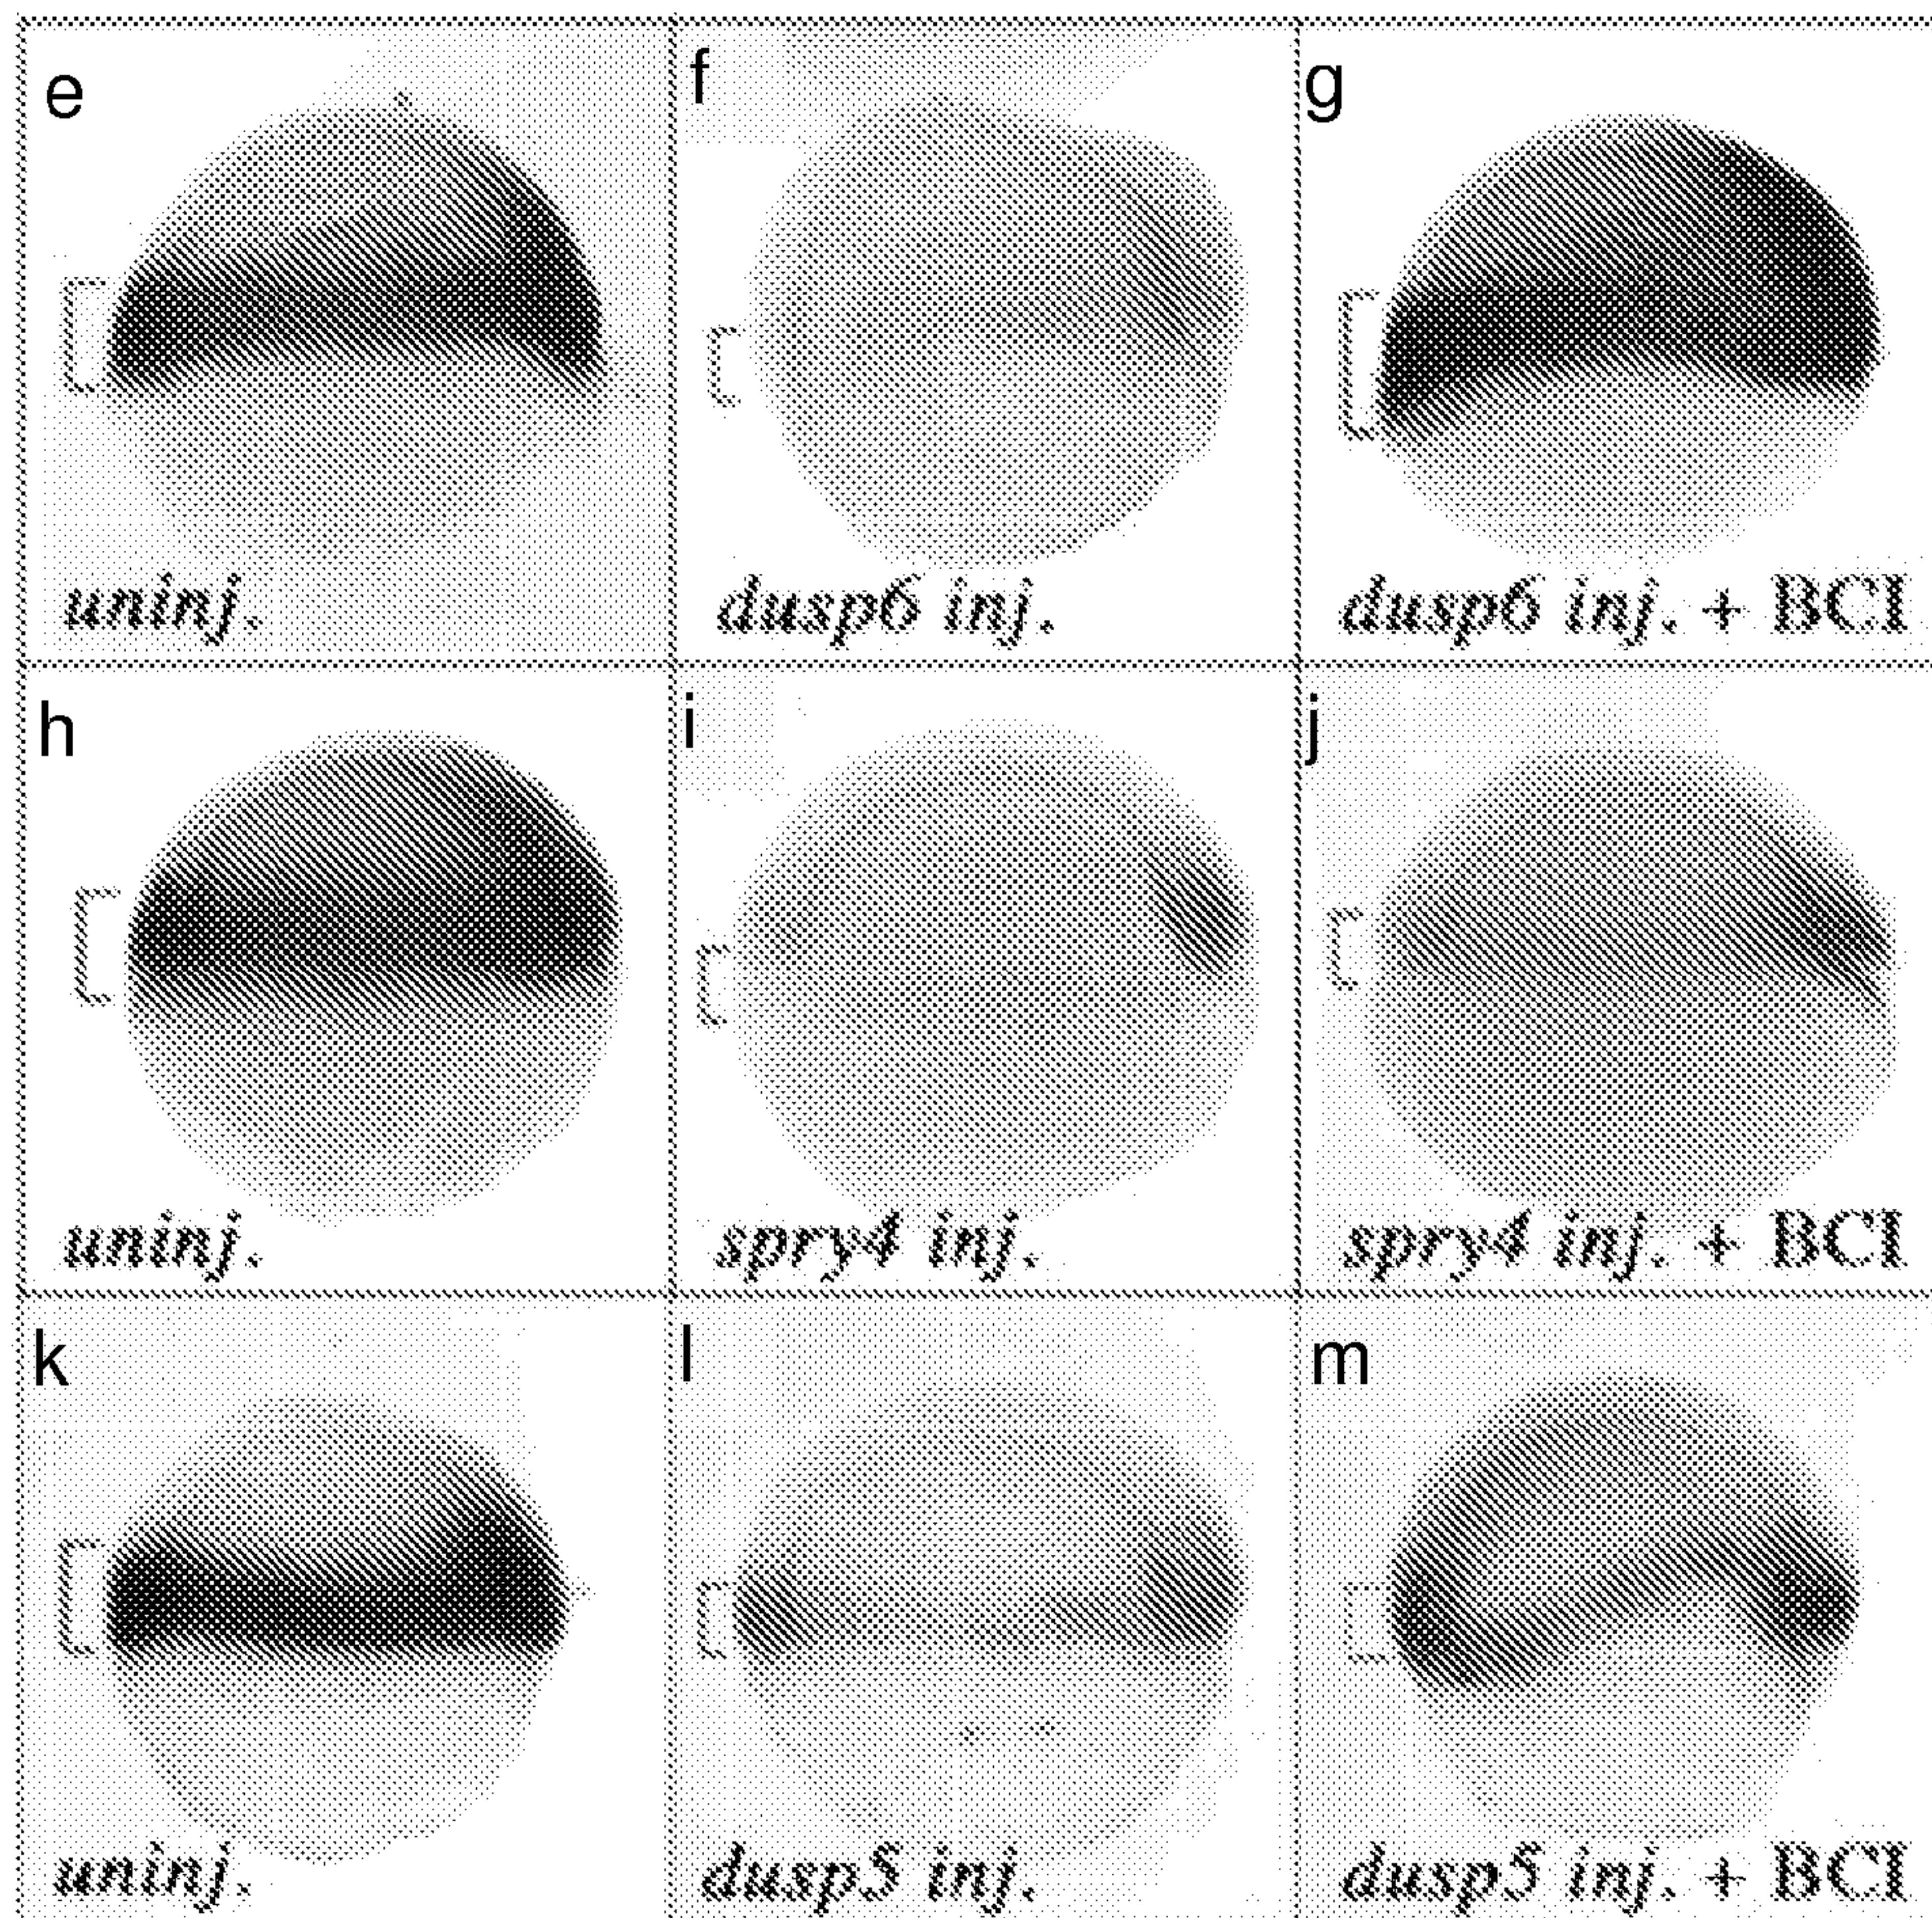 e
f
g
uninj.
dusp6 inj.
dusp6 inj. + BCI
h
i
j
uninj.
spry4 inj.
spry4 inj. + BCI
k
l
m
uninj.
dusp5 inj.
dusp5 inj. + BCI